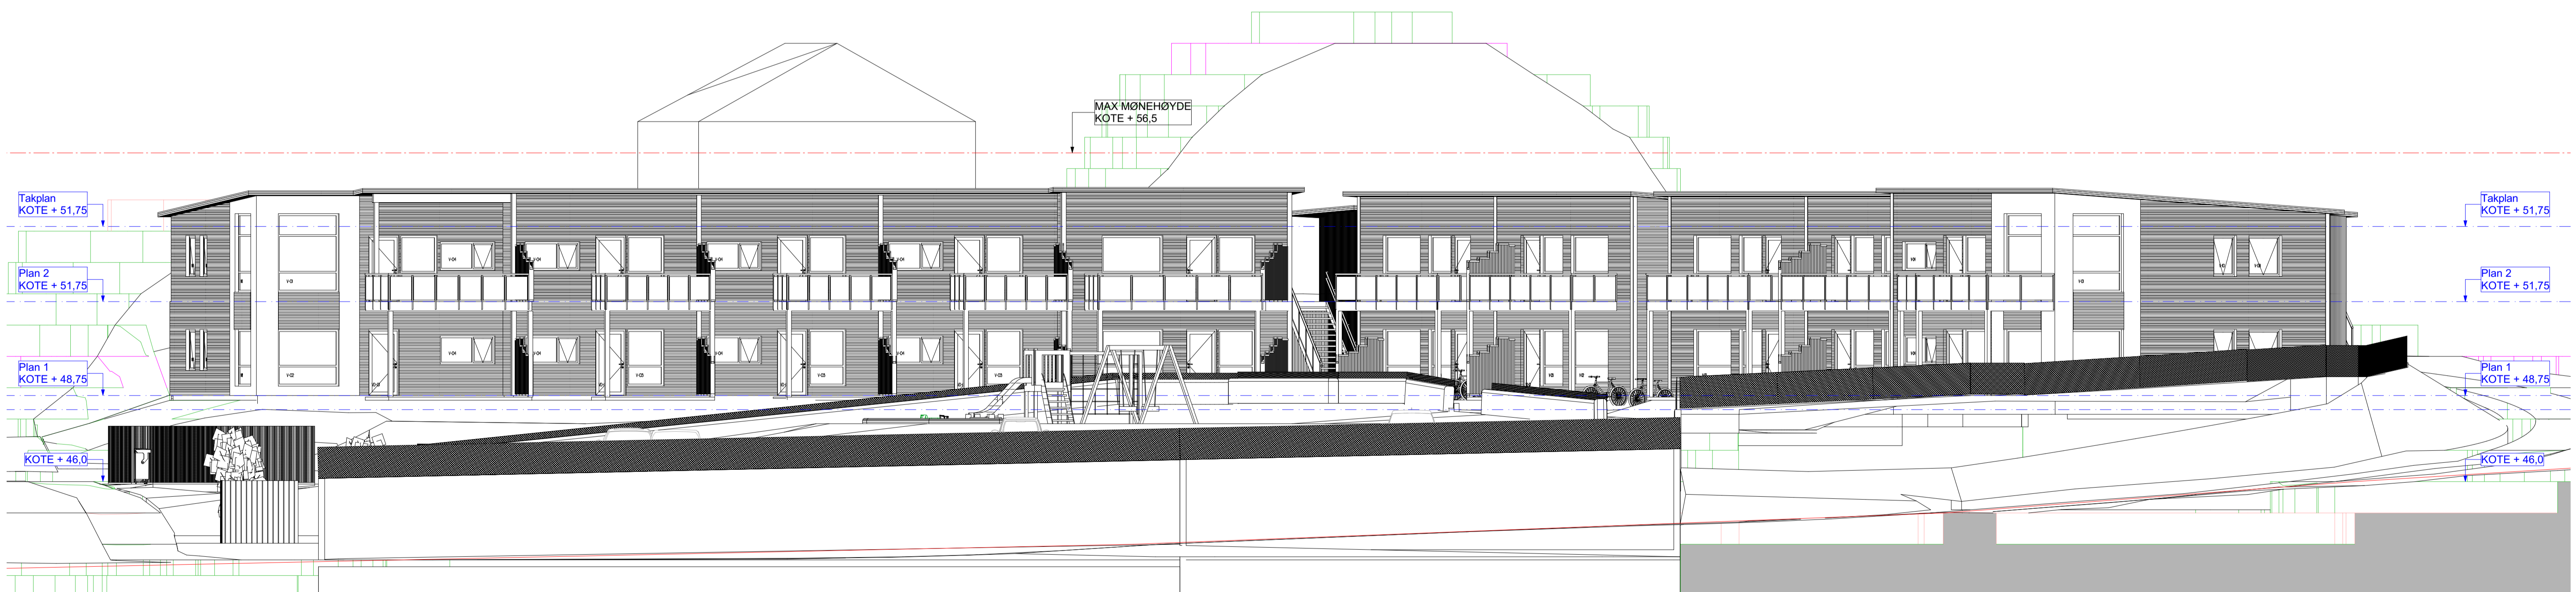 MAX MØNEHØYDE
KOTE + 56,5
Takplan
KOTE + 51,75
Takplan
KOTE + 51,75
Plan 2
KOTE + 51,75
Plan 2
KOTE + 51,75
Plan 1
KOTE + 48,75
Plan 1
KOTE + 48,75
KOTE + 46,0
KOTE + 46,0